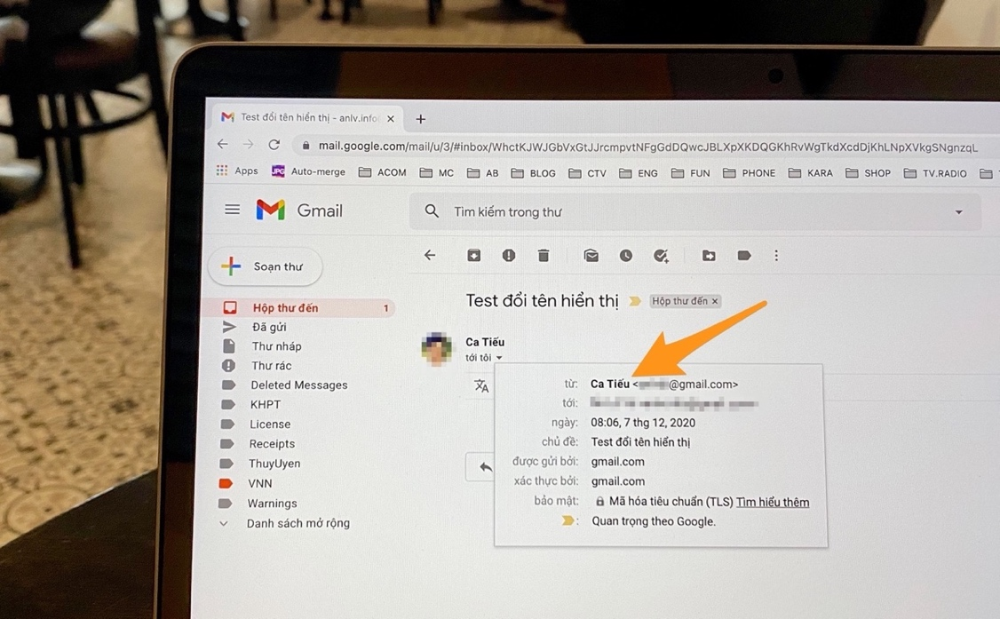 Test đổi tên hiển thị - anlv.info
mail.google.com/mail/u/3/#inbox/WhctKJWJGbVxGtJJrcmpvtNFgGdDQwcJBLXpXKDQGKhRvWgTkdXcdDjKhLNpXVkgSNgnzqL
Apps JPG Auto-merge ACOM MC AB BLOG CTV ENG FUN PHONE KARA SHOP TV.RADIO
Gmail Tìm kiếm trong thư
Soạn thư
Test đổi tên hiển thị Hộp thư đến ×
Hộp thư đến 1
Đã gửi
Thư nháp
Thư rác
Deleted Messages
KHPT
License
Receipts
ThuyUyen
VNN
Warnings
Danh sách mở rộng
Ca Tiếu
tới tôi
từ: Ca Tiếu < @gmail.com>
tới:
ngày: 08:06, 7 thg 12, 2020
chủ đề: Test đổi tên hiển thị
được gửi bởi: gmail.com
xác thực bởi: gmail.com
bảo mật: Mã hóa tiêu chuẩn (TLS) Tìm hiểu thêm
: Quan trọng theo Google.